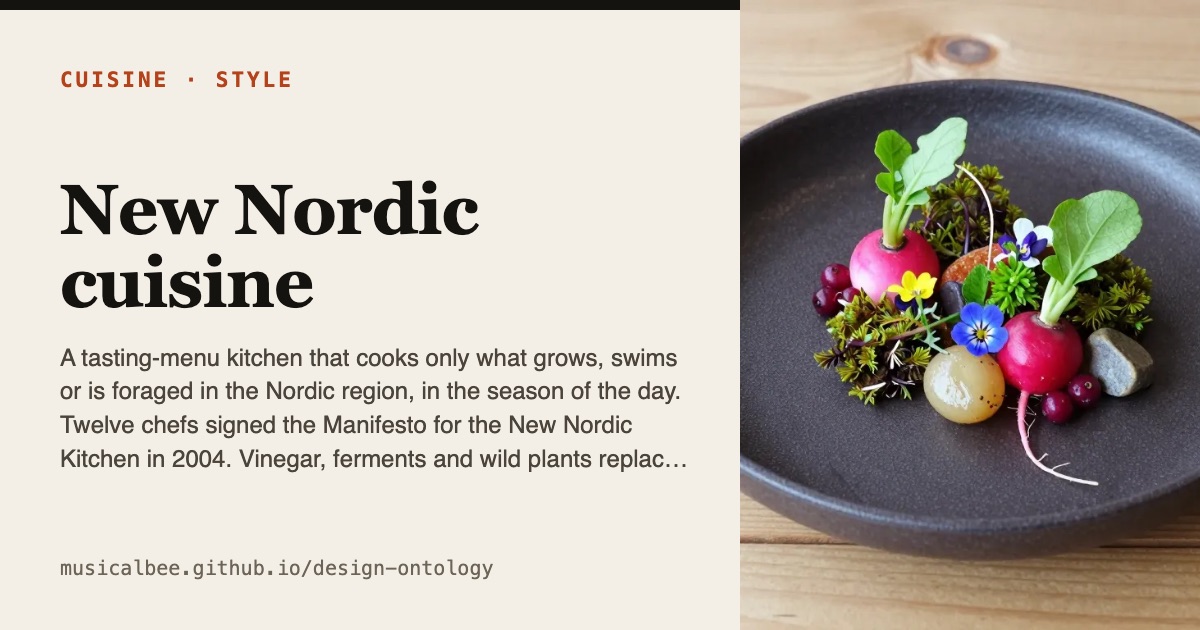 CUISINE · STYLE
New Nordic
cuisine
A tasting-menu kitchen that cooks only what grows, swims
or is foraged in the Nordic region, in the season of the day.
Twelve chefs signed the Manifesto for the New Nordic
Kitchen in 2004. Vinegar, ferments and wild plants replac…
musicalbee.github.io/design-ontology